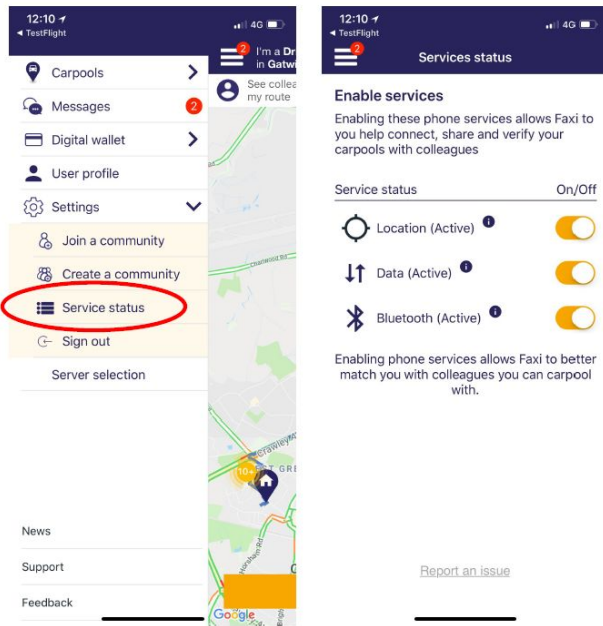 12:10
4G
TestFlight
2
I'm a
in
See
my route
Carpools
Messages
2
Digital wallet
User profile
Settings
Join a community
Create a community
Service status
Sign out
Server selection
News
Support
Feedback
Charlwood Rd
10+
Google
12:10
4G
TestFlight
2
Services status
Enable services
Enabling these phone services allows Faxi to
you help connect, share and verify your
carpools with colleagues
Service status On/Off
Location (Active)
Data (Active)
Bluetooth (Active)
Enabling phone services allows Faxi to better
match you with colleagues you can carpool
with.
Report an issue